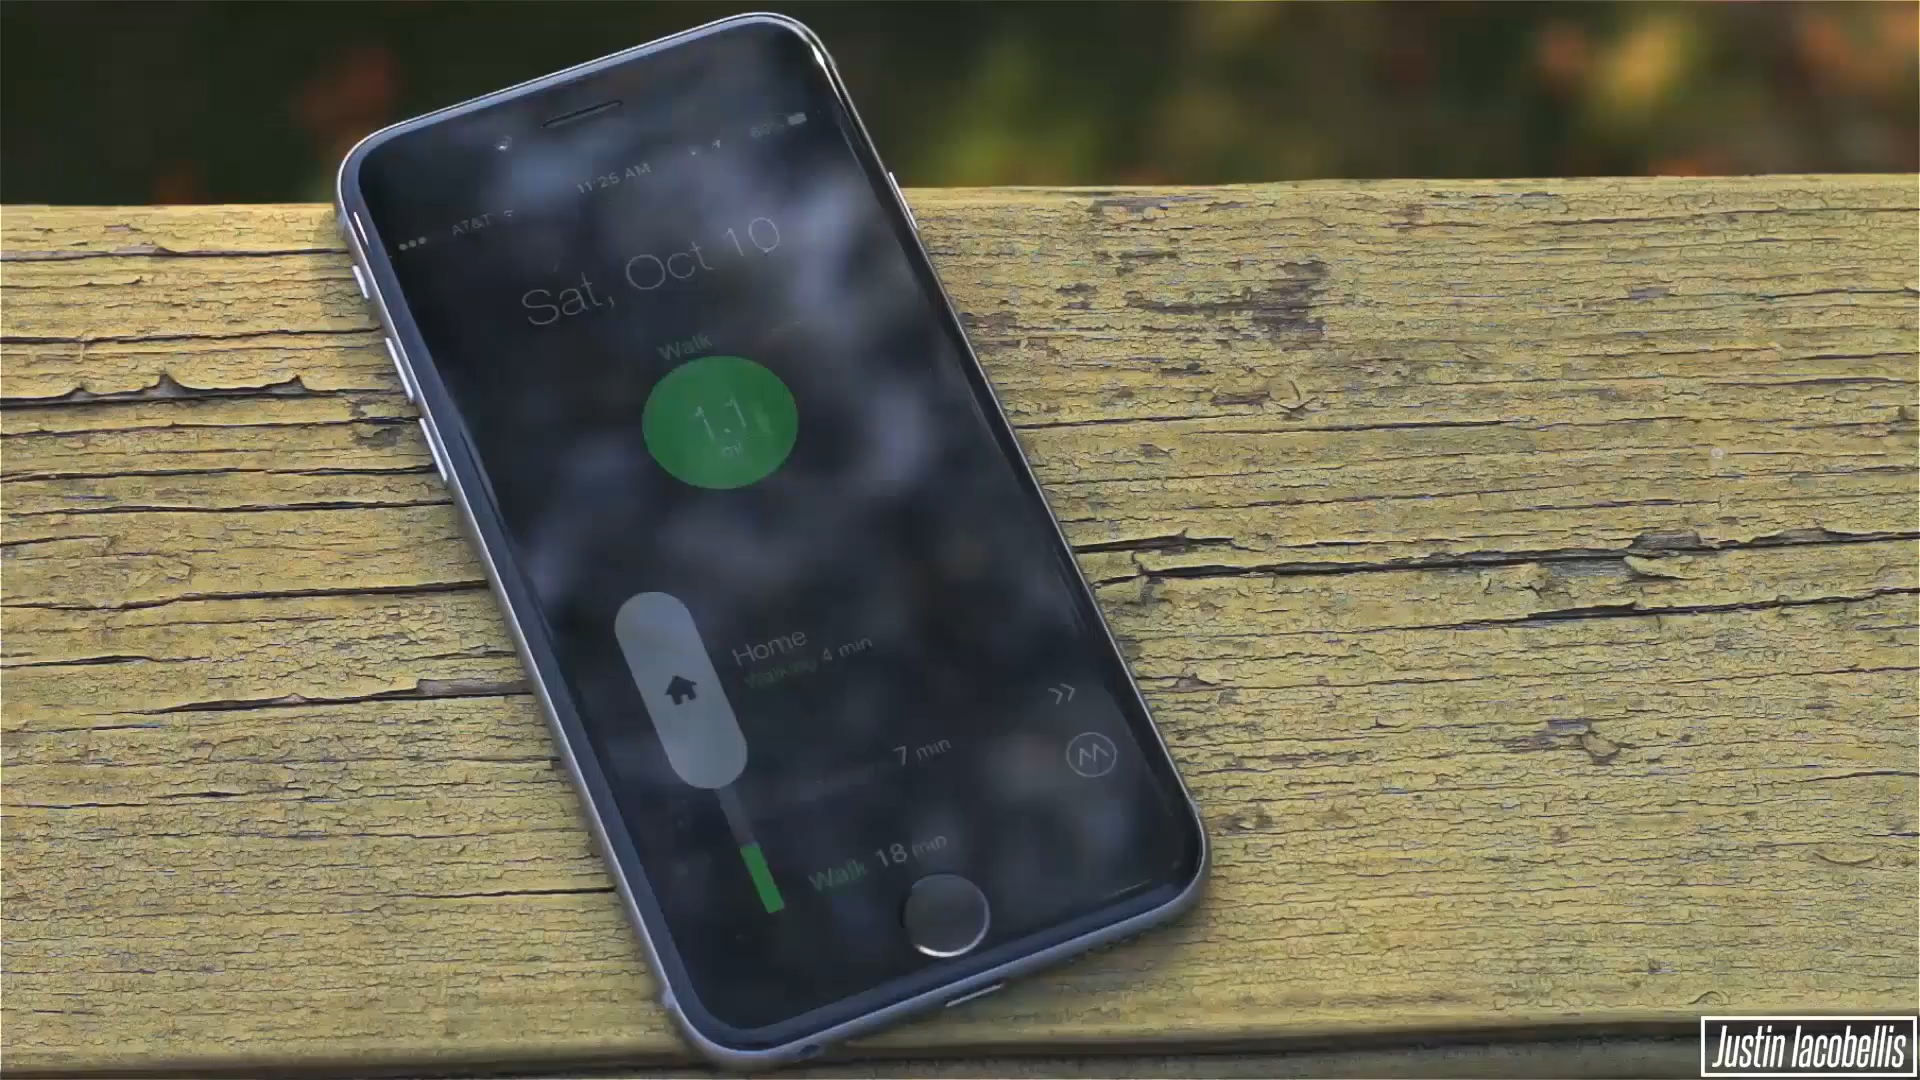 11:25 AM
AT&T
Sat, Oct 10
Walk
1.1
mi
Home
Walking 4 min
7 min
Walk 18 min
Justin Iacobellis